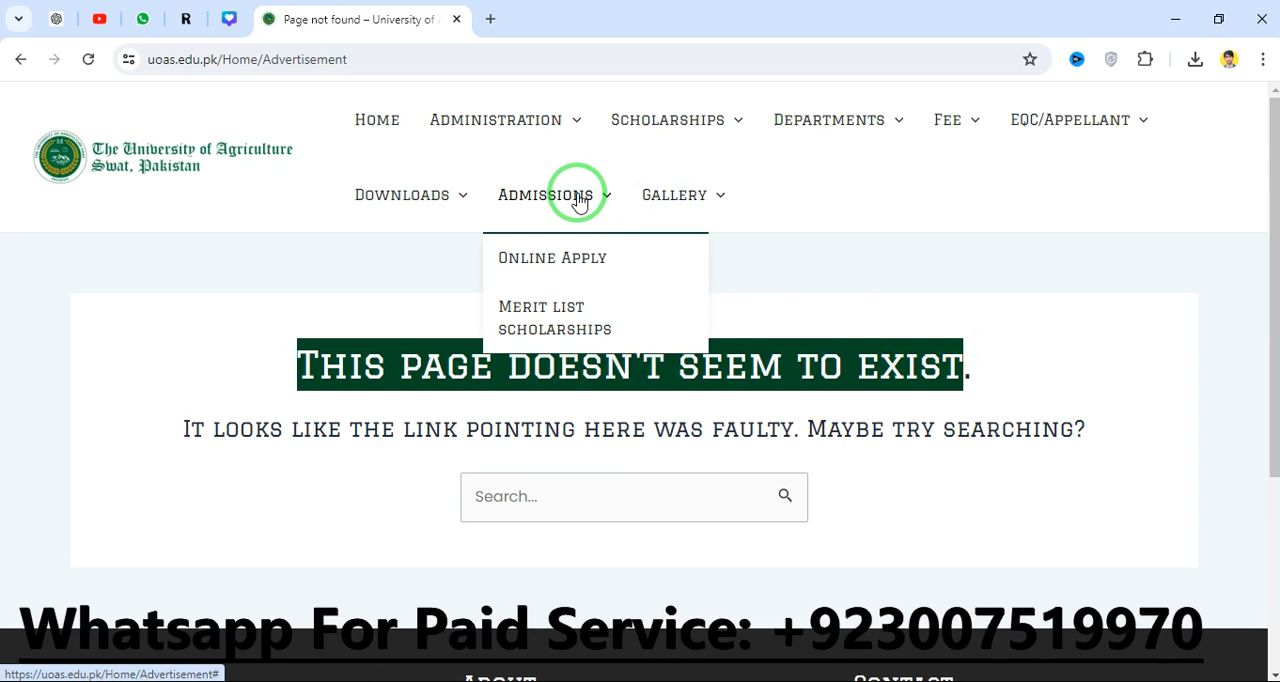 Page not found – University of
uoas.edu.pk/Home/Advertisement
The University of Agriculture
Swat, Pakistan
Home Administration Scholarships Departments Fee EQC/Appellant
Downloads Admissions Gallery
Online Apply
Merit list
scholarships
This page doesn't seem to exist.
It looks like the link pointing here was faulty. Maybe try searching?
Search...
Whatsapp For Paid Service: +923007519970
https://uoas.edu.pk/Home/Advertisement#
About Contact